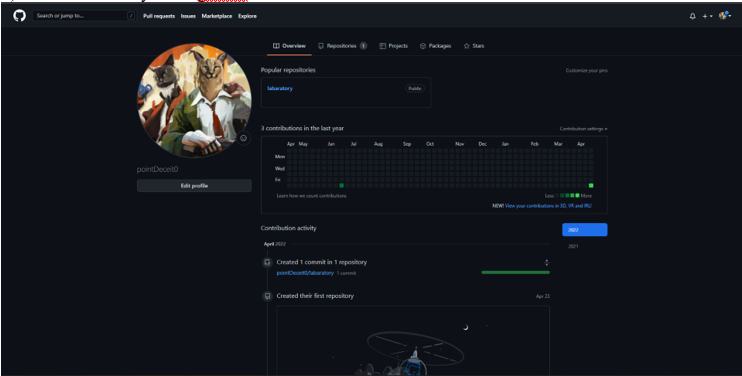 Search or jump to... /
Pull requests Issues Marketplace Explore
Overview Repositories 1 Projects Packages Stars
Popular repositories
Customize your pins
labaratory
Public
3 contributions in the last year
Contribution settings
Apr May Jun Jul Aug Sep Oct Nov Dec Jan Feb Mar Apr
Mon
Wed
Fri
Learn how we count contributions
Less More
NEW! View your contributions in 3D, VR and IRL!
pointDeceit0
Edit profile
Contribution activity
2022
2021
April 2022
Created 1 commit in 1 repository
pointDeceit0/labaratory 1 commit
Created their first repository
Apr 23